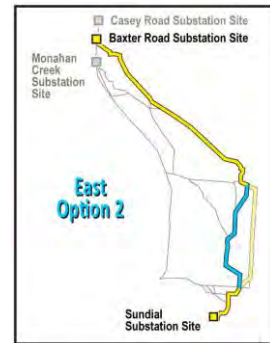 Casey Road Substation Site
Baxter Road Substation Site
Monahan
Creek
Substation
Site
East
Option 2
Sundial
Substation Site